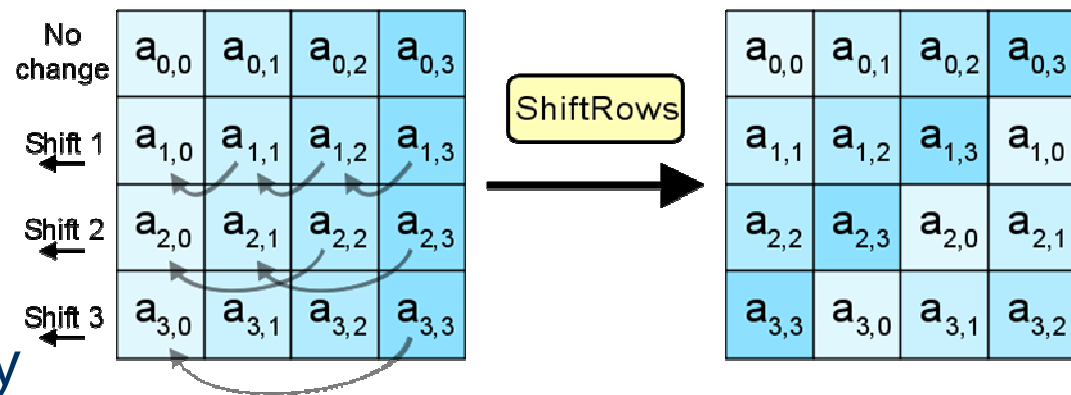 No change a₀,₀ a₀,₁ a₀,₂ a₀,₃ a₀,₀ a₀,₁ a₀,₂ a₀,₃
ShiftRows
Shift 1 a₁,₀ a₁,₁ a₁,₂ a₁,₃ a₁,₁ a₁,₂ a₁,₃ a₁,₀
Shift 2 a₂,₀ a₂,₁ a₂,₂ a₂,₃ a₂,₂ a₂,₃ a₂,₀ a₂,₁
Shift 3 a₃,₀ a₃,₁ a₃,₂ a₃,₃ a₃,₃ a₃,₀ a₃,₁ a₃,₂
y